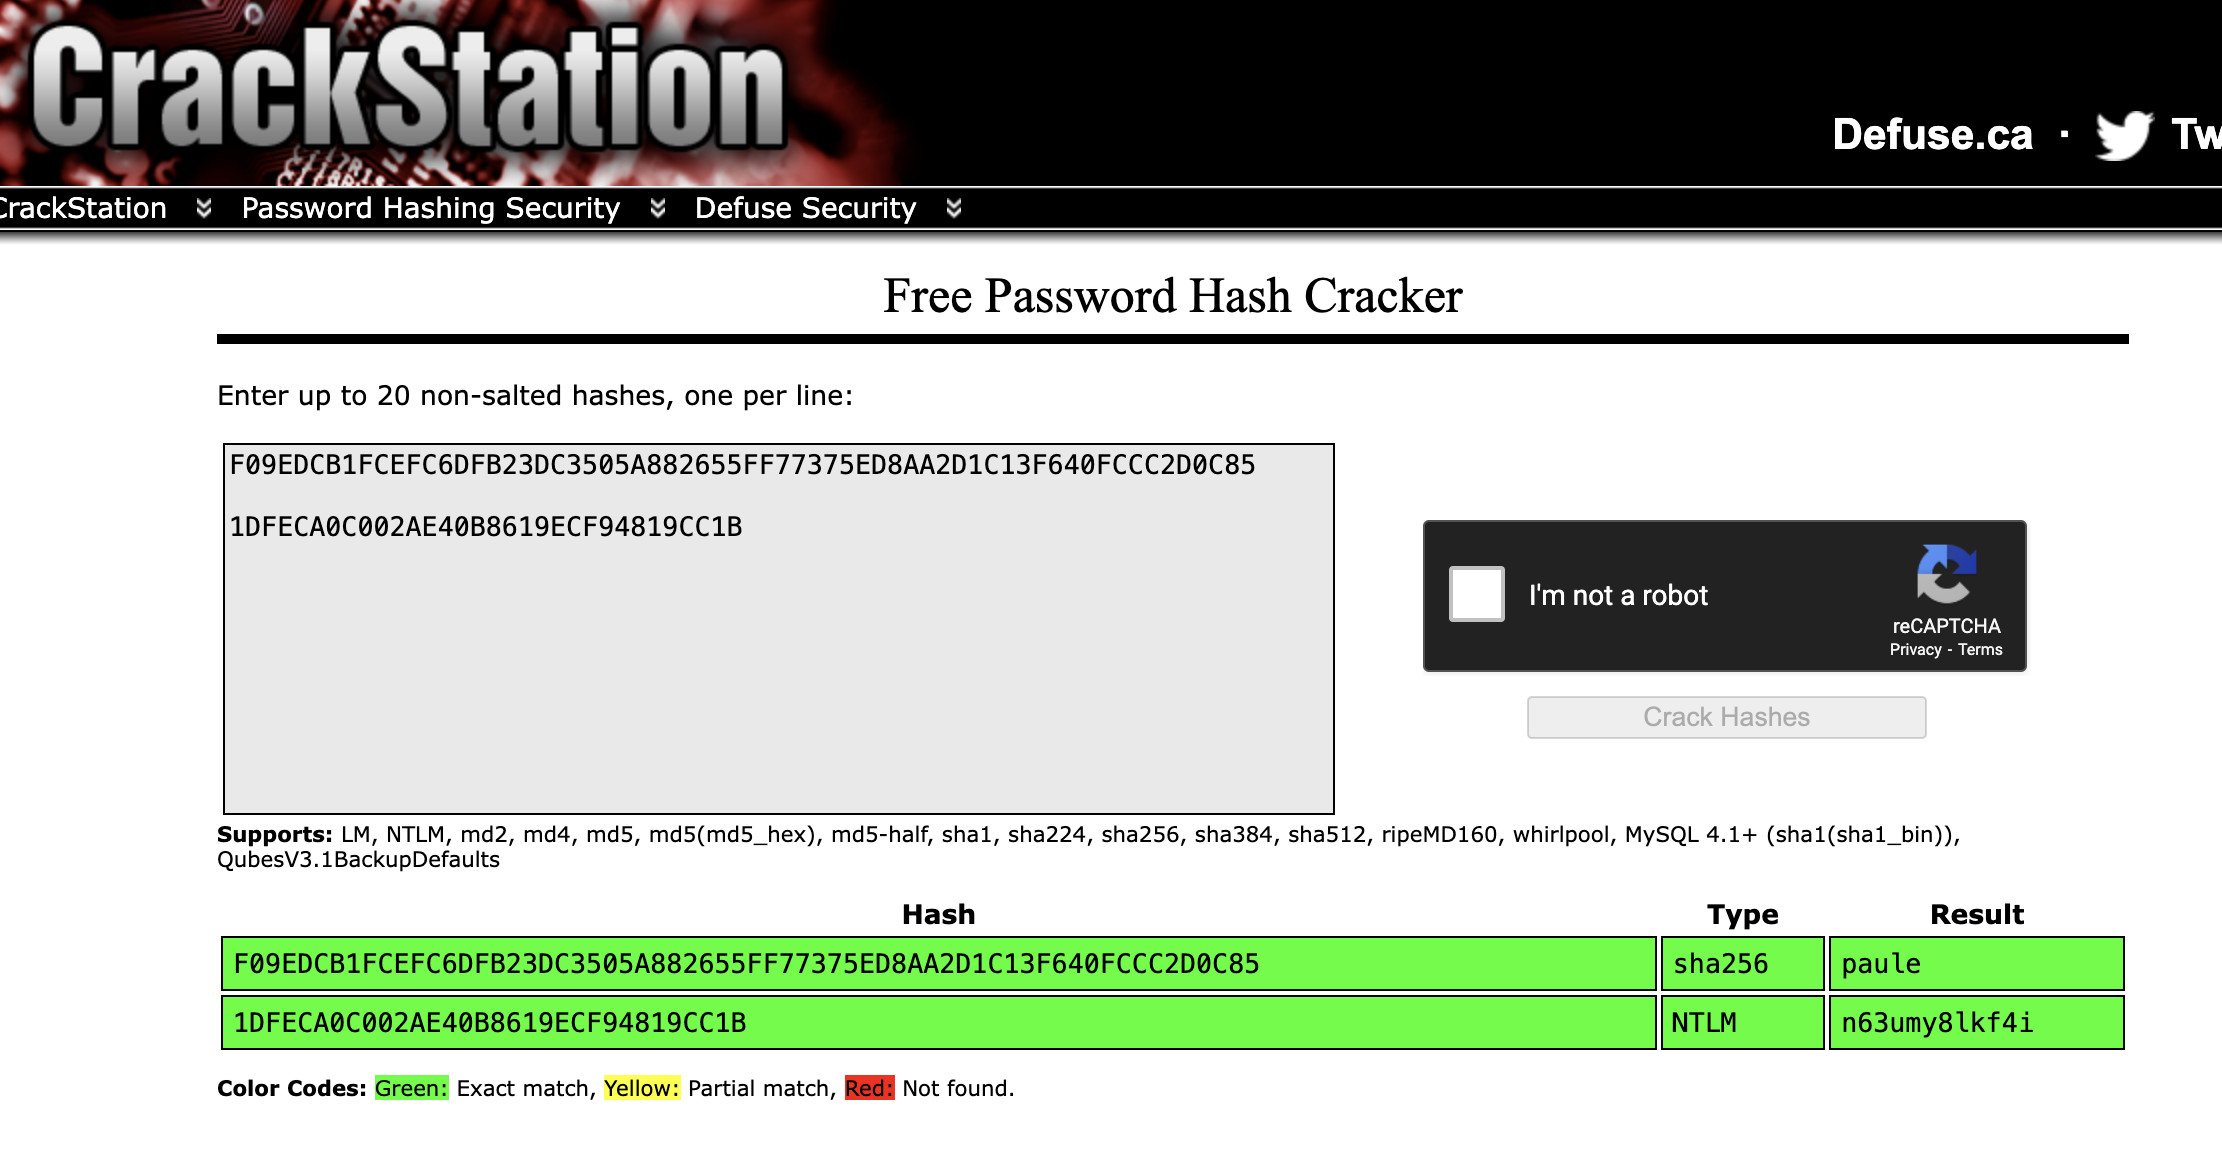 CrackStation
Defuse.ca ·
CrackStation Password Hashing Security Defuse Security
Free Password Hash Cracker
Enter up to 20 non-salted hashes, one per line:
F09EDCB1FCEFC6DFB23DC3505A882655FF77375ED8AA2D1C13F640FCCC2D0C85
1DFECA0C002AE40B8619ECF94819CC1B
I'm not a robot
reCAPTCHA
Privacy - Terms
Crack Hashes
Supports: LM, NTLM, md2, md4, md5, md5(md5_hex), md5-half, sha1, sha224, sha256, sha384, sha512, ripeMD160, whirlpool, MySQL 4.1+ (sha1(sha1_bin)),
QubesV3.1BackupDefaults
Hash Type Result
F09EDCB1FCEFC6DFB23DC3505A882655FF77375ED8AA2D1C13F640FCCC2D0C85 sha256 paule
1DFECA0C002AE40B8619ECF94819CC1B NTLM n63umy8lkf4i
Color Codes: Green: Exact match, Yellow: Partial match, Red: Not found.